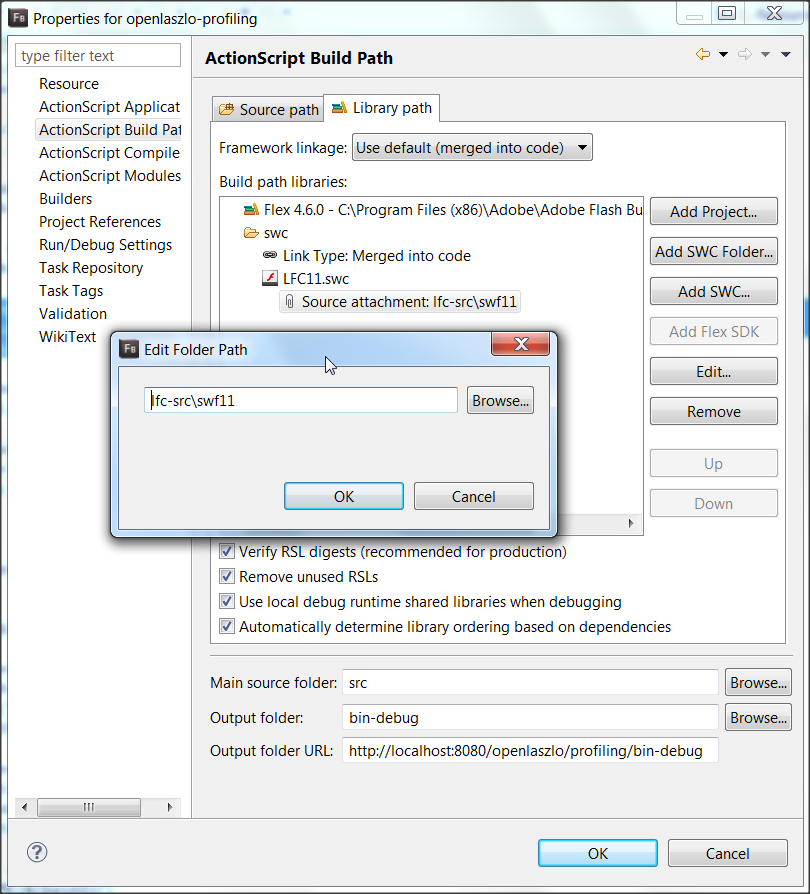 Fb Properties for openlaszlo-profiling
type filter text
Resource
ActionScript Applicat
ActionScript Build Pat
ActionScript Compile
ActionScript Modules
Builders
Project References
Run/Debug Settings
Task Repository
Task Tags
Validation
WikiText
ActionScript Build Path
Source path
Library path
Framework linkage: Use default (merged into code)
Build path libraries:
Flex 4.6.0 - C:\Program Files (x86)\Adobe\Adobe Flash Bu
swc
Link Type: Merged into code
LFC11.swc
Source attachment: lfc-src\swf11
Add Project...
Add SWC Folder...
Add SWC...
Add Flex SDK
Edit...
Remove
Up
Down
Fb Edit Folder Path
lfc-src\swf11 Browse...
OK Cancel
Verify RSL digests (recommended for production)
Remove unused RSLs
Use local debug runtime shared libraries when debugging
Automatically determine library ordering based on dependencies
Main source folder: src Browse...
Output folder: bin-debug Browse...
Output folder URL: http://localhost:8080/openlaszlo/profiling/bin-debug
?
OK Cancel